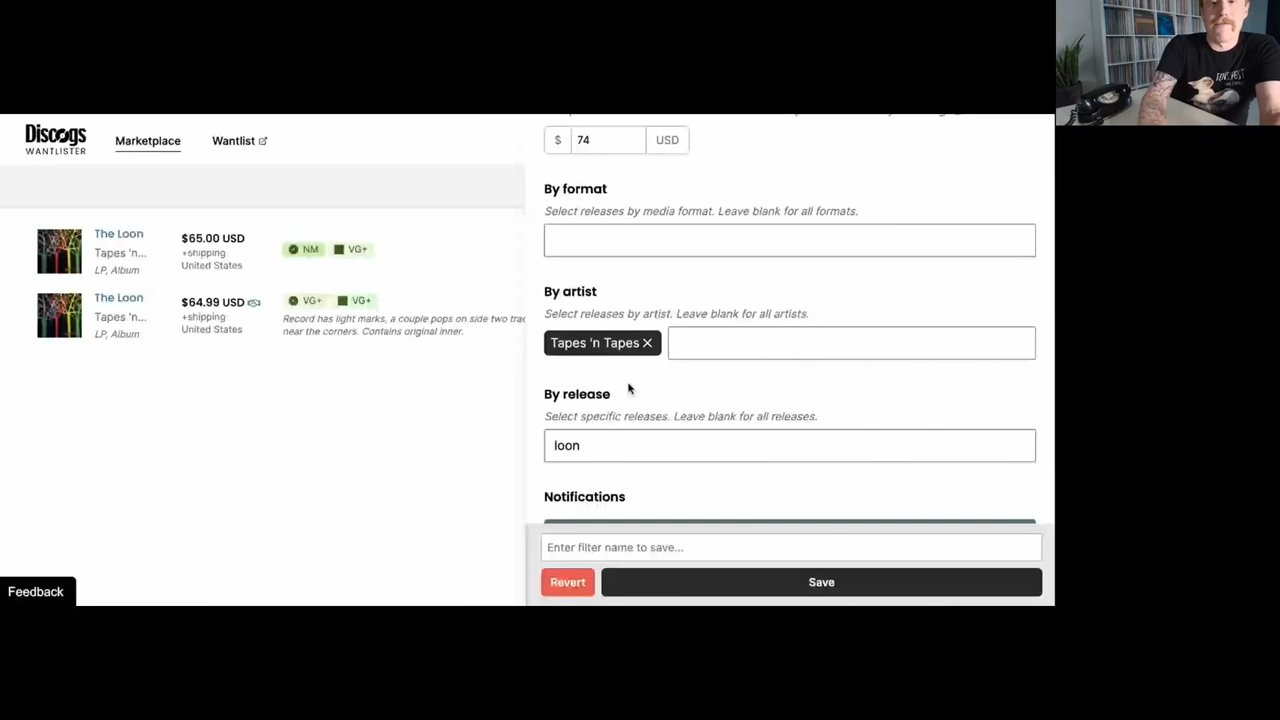 Discogs
WANTLISTER
Marketplace
Wantlist
The Loon
Tapes 'n...
LP, Album
$65.00 USD
+shipping
United States
NM
VG+
The Loon
Tapes 'n...
LP, Album
$64.99 USD
+shipping
United States
VG+
VG+
Record has light marks, a couple pops on side two trac
near the corners. Contains original inner.
Feedback
$
74
USD
By format
Select releases by media format. Leave blank for all formats.
By artist
Select releases by artist. Leave blank for all artists.
Tapes 'n Tapes
By release
Select specific releases. Leave blank for all releases.
loon
Notifications
Enter filter name to save...
Revert
Save